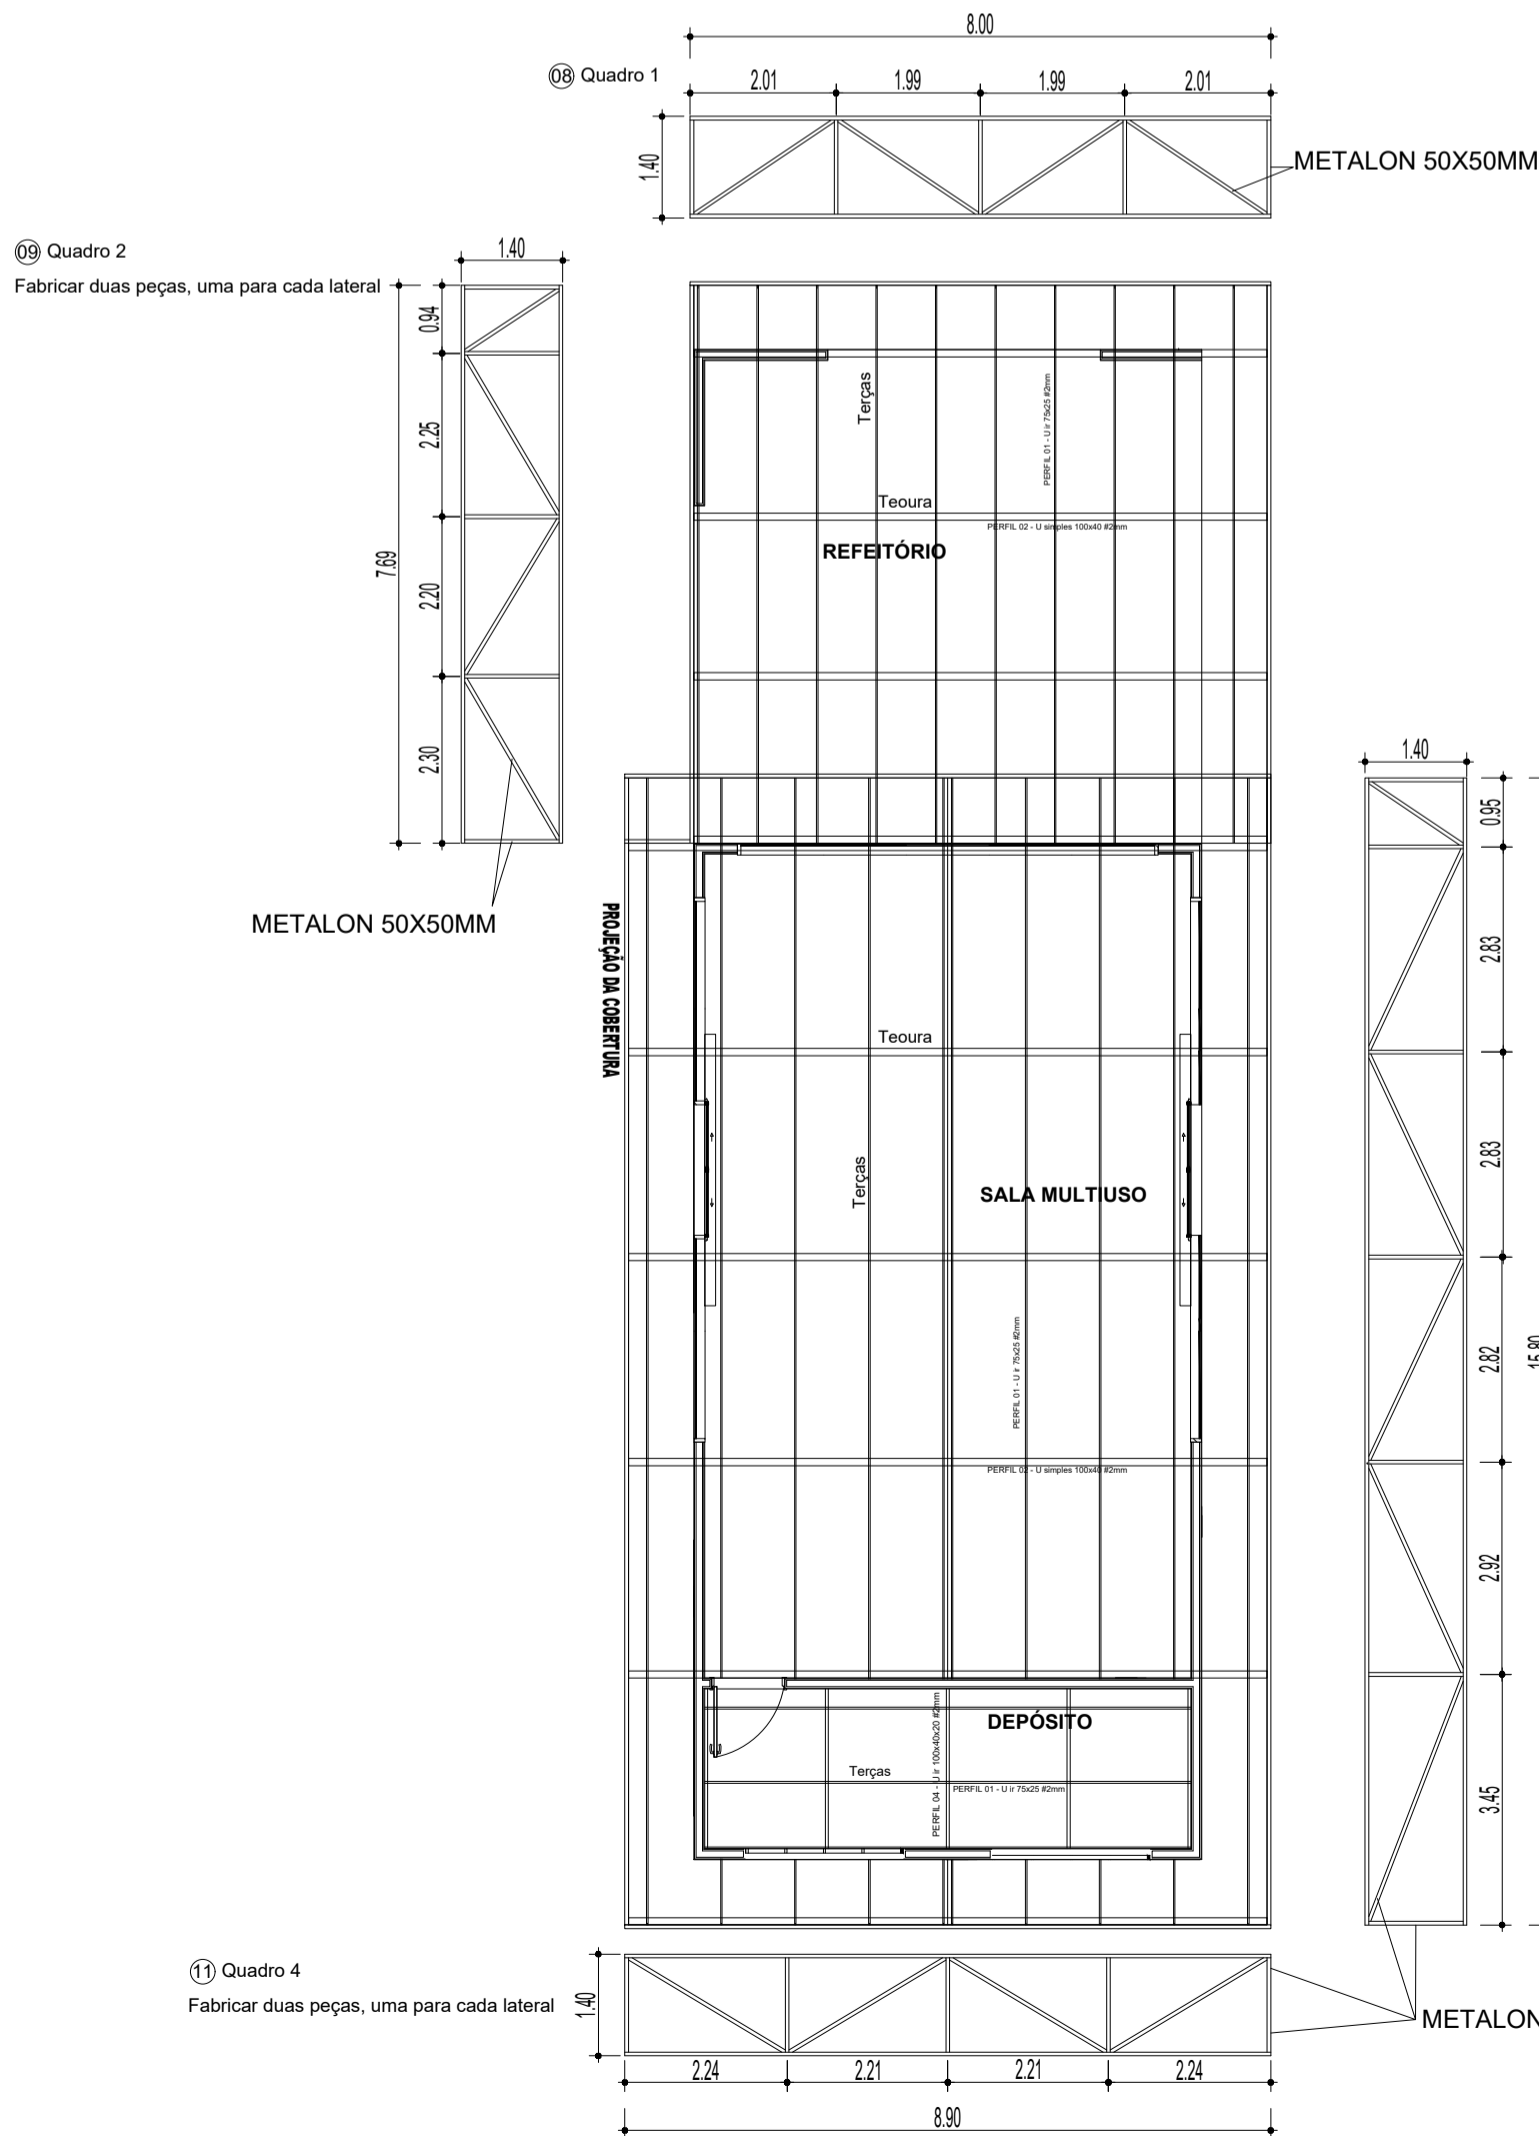 8.00
08 Quadro 1
2.01
1.99
1.99
2.01
1.40
METALON 50X50MM
09 Quadro 2
Fabricar duas peças, uma para cada lateral
1.40
0.94
2.25
7.69
2.20
2.30
METALON 50X50MM
Terças
PERFIL 01 - U ir 75x25 #2mm
Teoura
PERFIL 02 - U simples 100x40 #2mm
REFEITÓRIO
1.40
0.95
2.83
2.83
2.82
15.80
2.92
3.45
PROJEÇÃO DA COBERTURA
Teoura
Terças
SALA MULTIUSO
PERFIL 01 - U ir 75x25 #2mm
PERFIL 02 - U simples 100x40 #2mm
DEPÓSITO
Terças
PERFIL 04 - U ir 100x40x20 #2mm
PERFIL 01 - U ir 75x25 #2mm
11 Quadro 4
Fabricar duas peças, uma para cada lateral
1.40
METALON
2.24
2.21
2.21
2.24
8.90